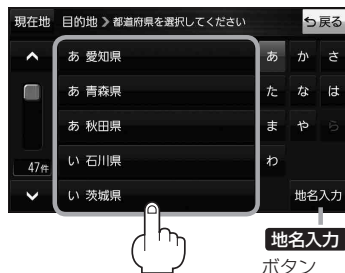 現在地 目的地 》都道府県を選択してください 戻る
あ 愛知県 あ か さ
あ 青森県 た な は
あ 秋田県 ま や ら
い 石川県 わ
47件
い 茨城県 地名入力
地名入力
ボタン